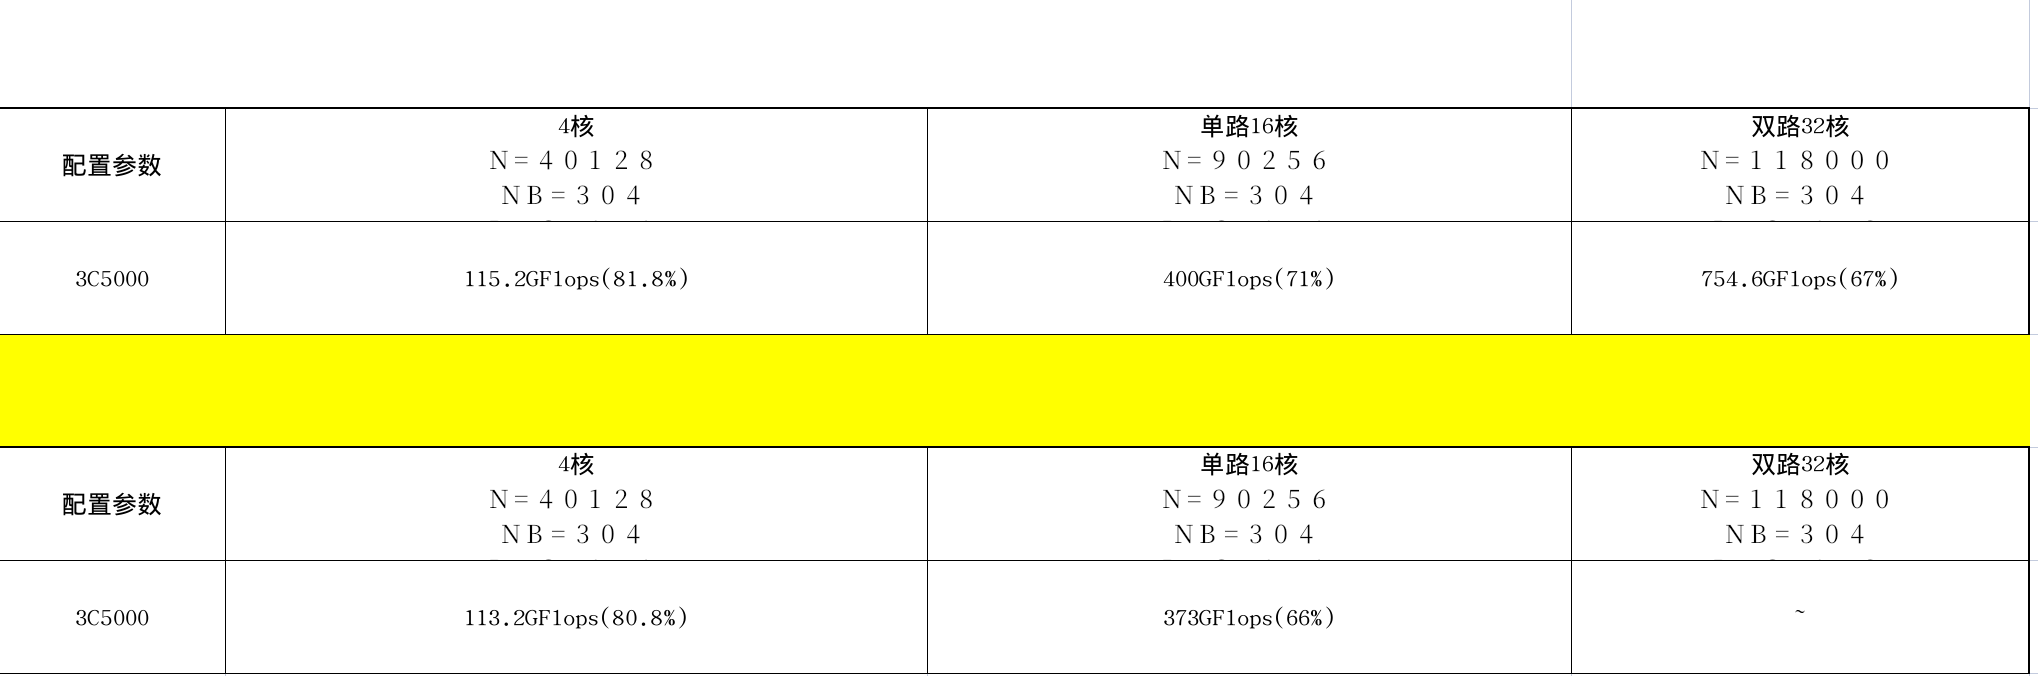 配置参数
4核
N=40128
NB=304
单路16核
N=90256
NB=304
双路32核
N=118000
NB=304
3C5000
115.2GFlops(81.8%)
400GFlops(71%)
754.6GFlops(67%)
配置参数
4核
N=40128
NB=304
单路16核
N=90256
NB=304
双路32核
N=118000
NB=304
3C5000
113.2GFlops(80.8%)
373GFlops(66%)
~